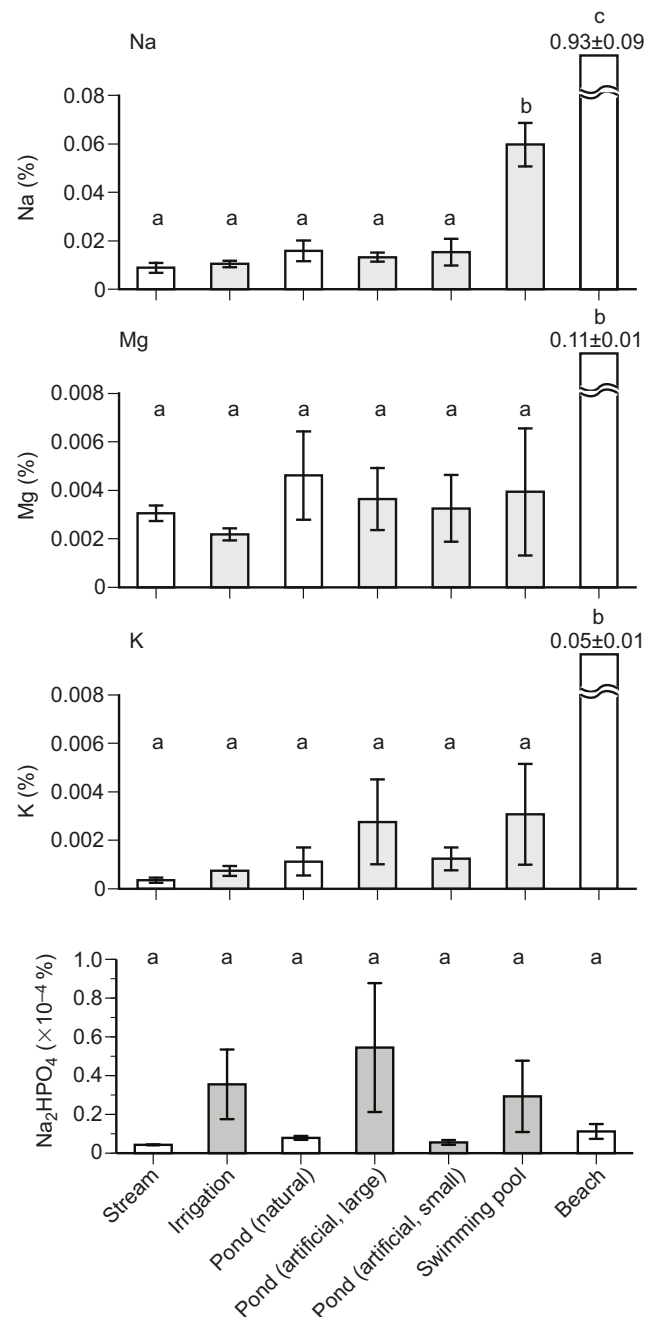 Na
c
0.93±0.09
Na (%)
0.08
0.06
0.04
0.02
0
a a a a a b
Mg
b
0.11±0.01
Mg (%)
0.008
0.006
0.004
0.002
0
a a a a a a
K
b
0.05±0.01
K (%)
0.008
0.006
0.004
0.002
0
a a a a a a
Na₂HPO₄ (×10⁻⁴ %)
1.0
0.8
0.6
0.4
0.2
0
a a a a a a a
Stream
Irrigation
Pond (natural)
Pond (artificial, large)
Pond (artificial, small)
Swimming pool
Beach